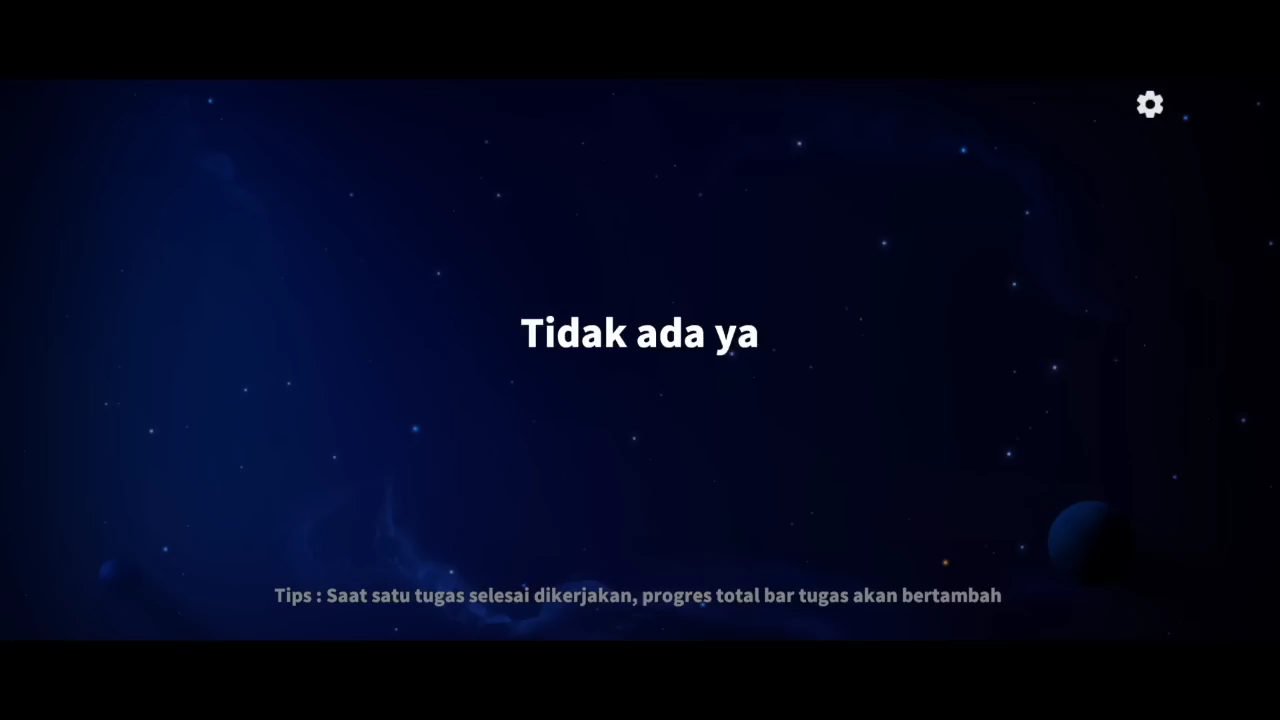 Tidak ada ya
Tips : Saat satu tugas selesai dikerjakan, progres total bar tugas akan bertambah